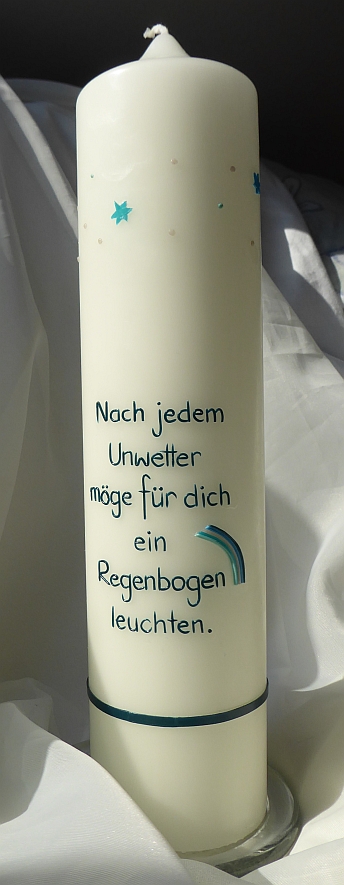 Nach jedem
Unwetter
möge für dich
ein
Regenbogen
leuchten.